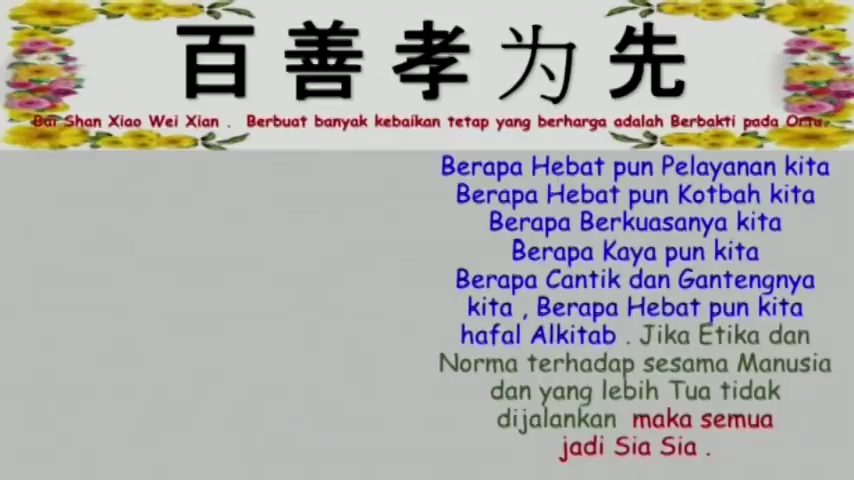 百善孝为先
Bai Shan Xiao Wei Xian . Berbuat banyak kebaikan tetap yang berharga adalah Berbakti pada Ortu.
Berapa Hebat pun Pelayanan kita
Berapa Hebat pun Kotbah kita
Berapa Berkuasanya kita
Berapa Kaya pun kita
Berapa Cantik dan Gantengnya
kita , Berapa Hebat pun kita
hafal Alkitab . Jika Etika dan
Norma terhadap sesama Manusia
dan yang lebih Tua tidak
dijalankan maka semua
jadi Sia Sia .